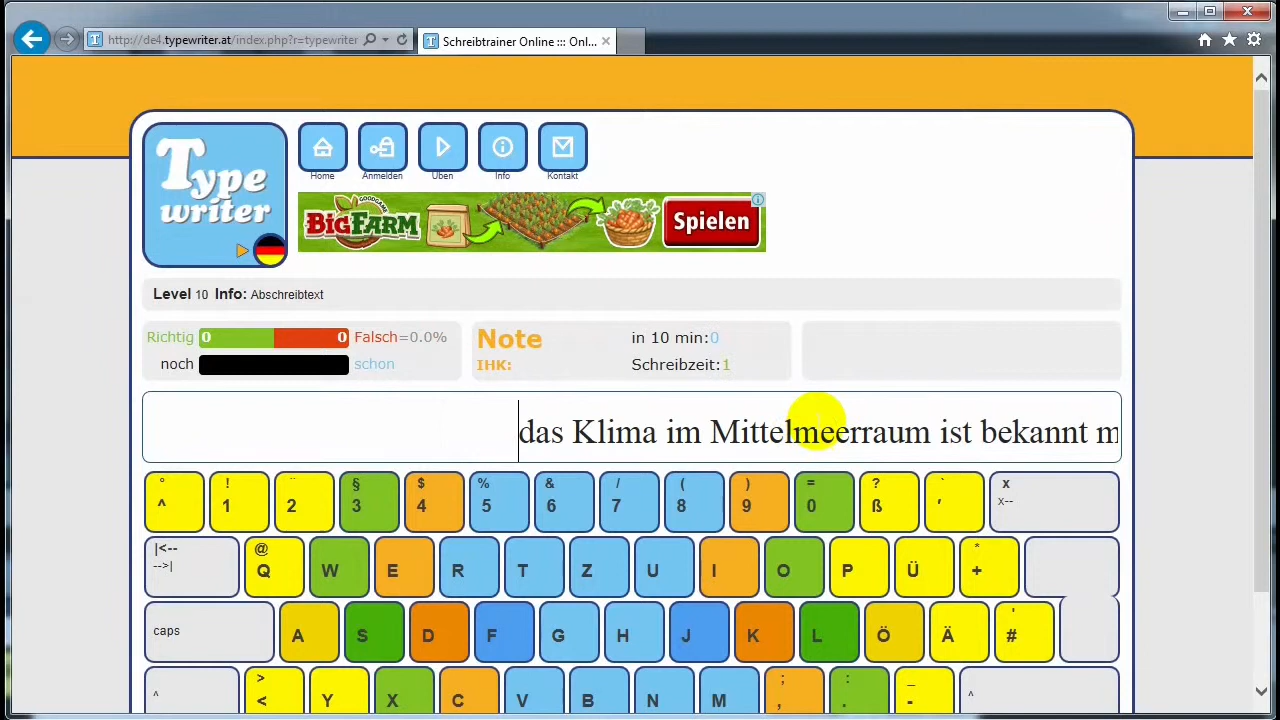 http://de4.typewriter.at/index.php?r=typewriter
Schreibtrainer Online ::: Onl...
Type writer
Home Anmelden Üben Info Kontakt
GOODGAME
BIGFARM
Spielen
Level 10 Info: Abschreibtext
Richtig 0 0 Falsch=0.0%
noch schon
Note in 10 min:0
IHK: Schreibzeit:1
das Klima im Mittelmeerraum ist bekannt m
° ! ¨ § $ % & / ( ) = ? ` x
^ 1 2 3 4 5 6 7 8 9 0 ß ´ x--
|<-- @ *
-->| Q W E R T Z U I O P Ü +
'
caps A S D F G H J K L Ö Ä #
> ; : _
^ < Y X C V B N M , . - ^